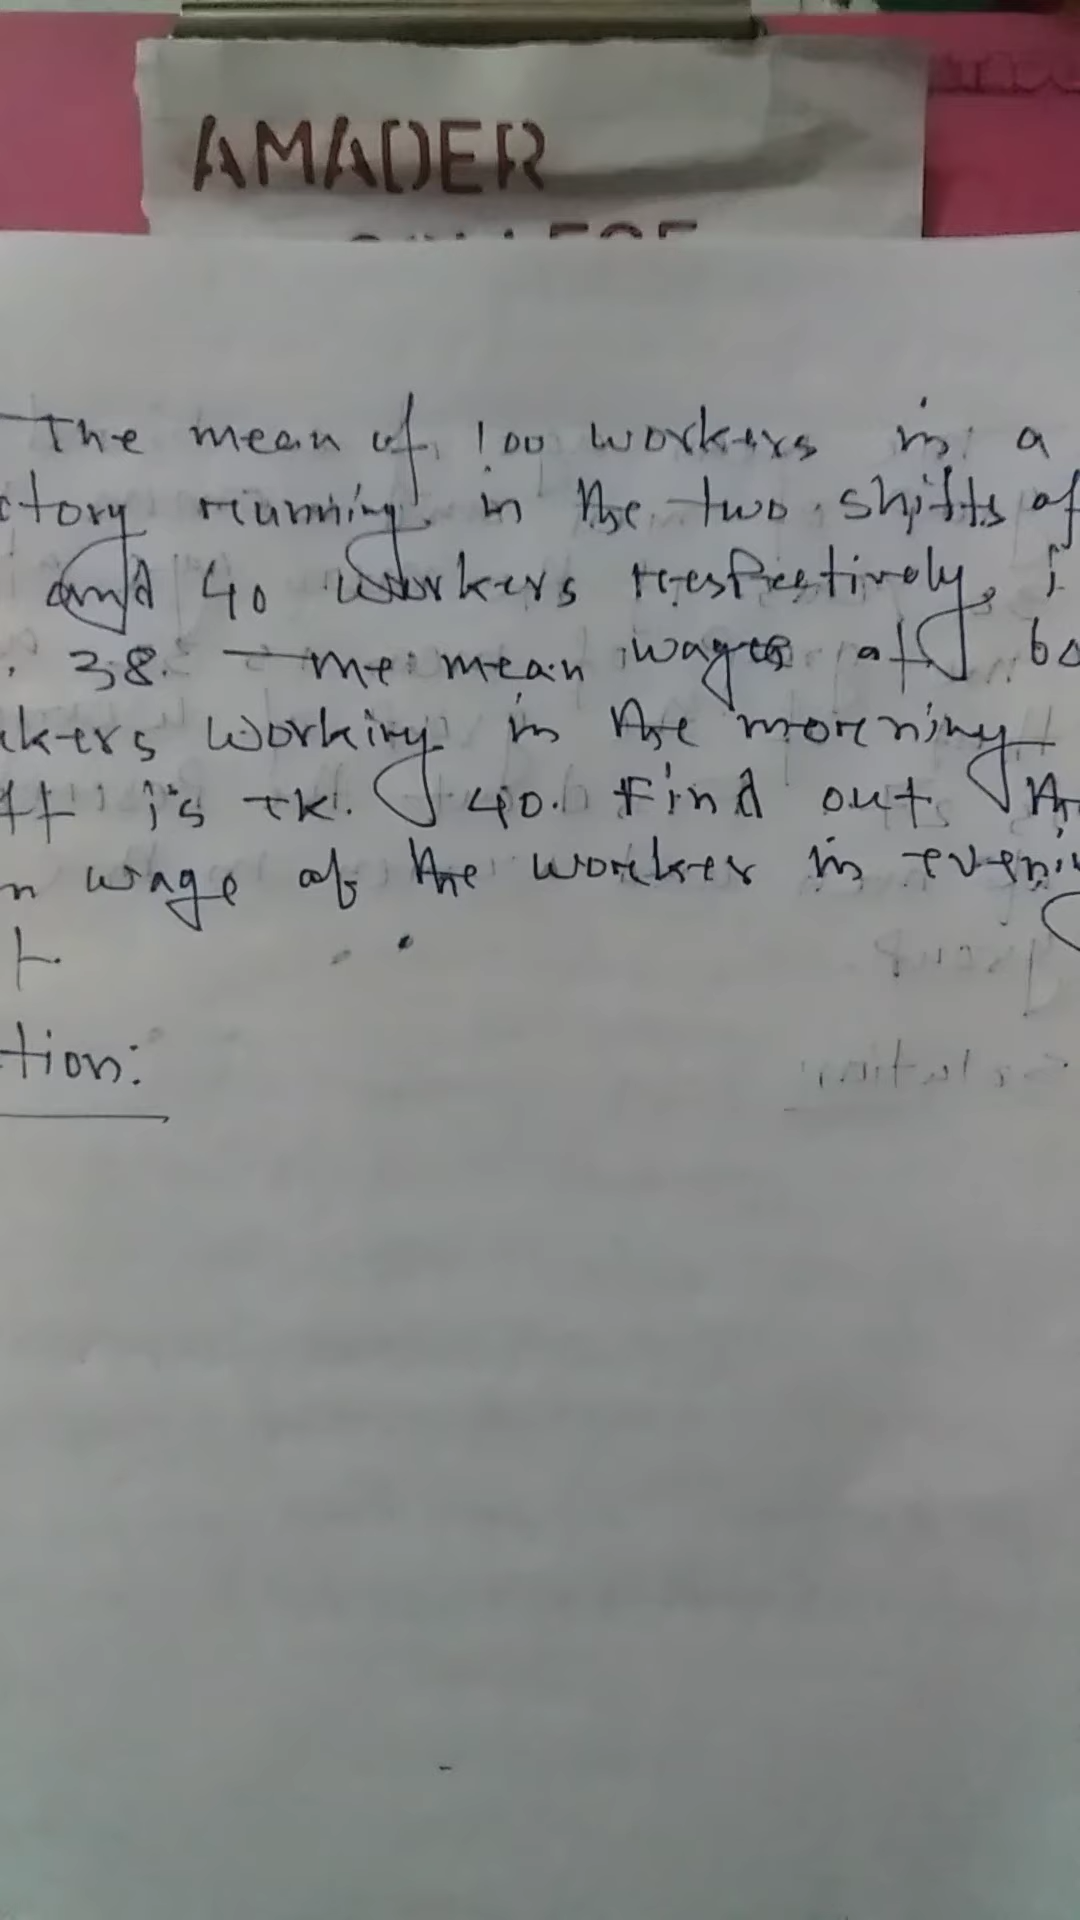 AMADER
COLLEGE
The mean of 100 workers in a
ctory running in the two shifts of
and 40 workers respectively, i
. 38. The mean wages of 60
kers working in the morning
ft is tk. 40. Find out the
n wage of the worker in evening
t.
tion: